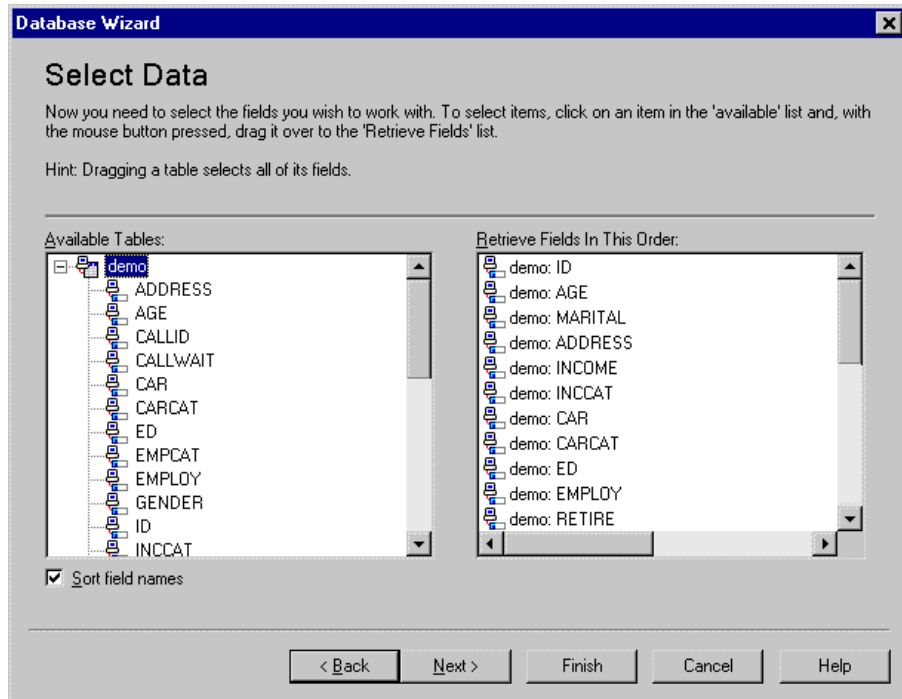 Database Wizard
Select Data
Now you need to select the fields you wish to work with. To select items, click on an item in the 'available' list and, with
the mouse button pressed, drag it over to the 'Retrieve Fields' list.
Hint: Dragging a table selects all of its fields.
Available Tables:
demo
ADDRESS
AGE
CALLID
CALLWAIT
CAR
CARCAT
ED
EMPCAT
EMPLOY
GENDER
ID
INCCAT
Retrieve Fields In This Order:
demo: ID
demo: AGE
demo: MARITAL
demo: ADDRESS
demo: INCOME
demo: INCCAT
demo: CAR
demo: CARCAT
demo: ED
demo: EMPLOY
demo: RETIRE
Sort field names
< Back
Next >
Finish
Cancel
Help